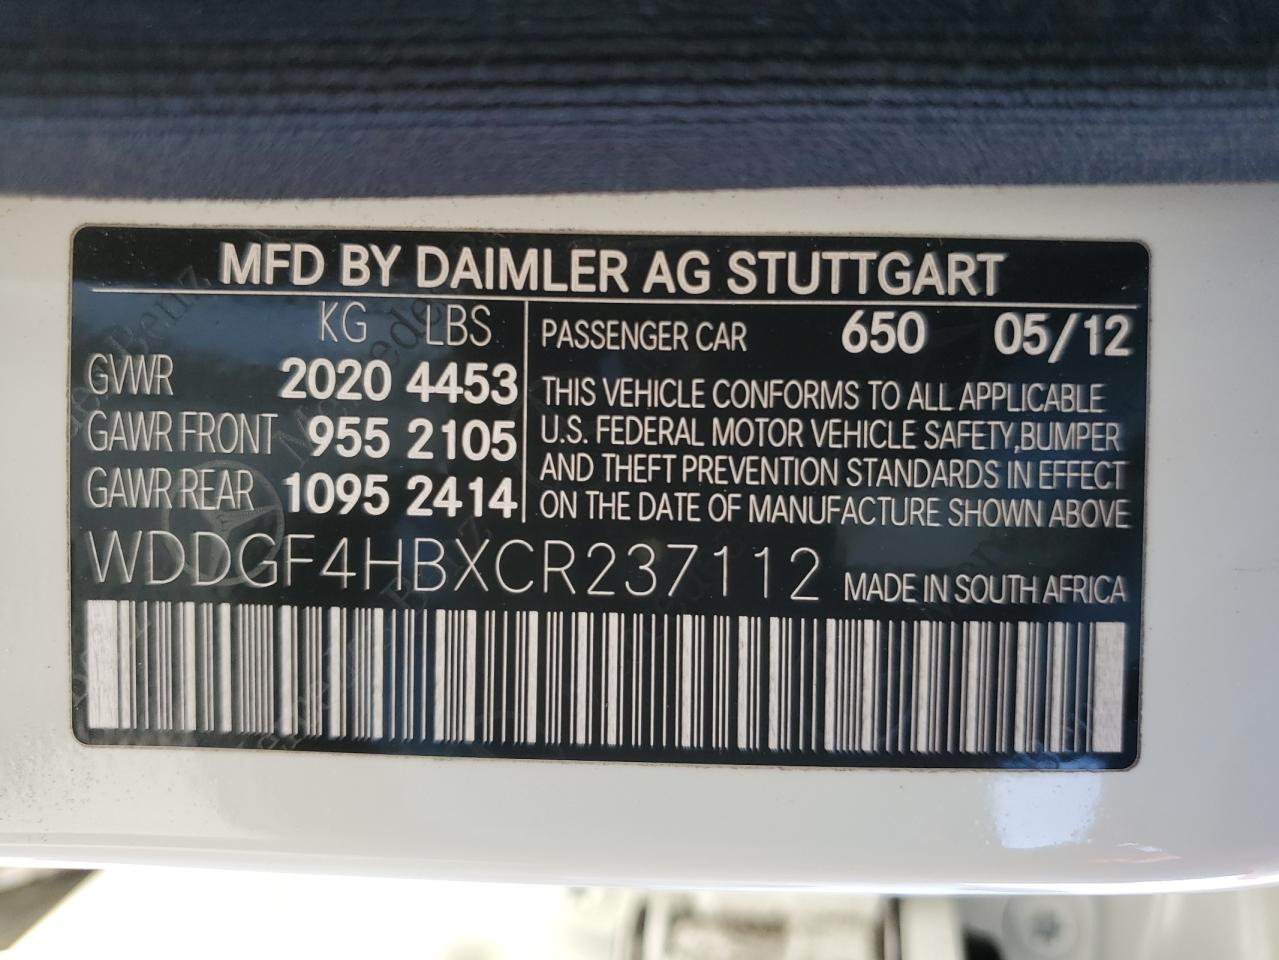 MFD BY DAIMLER AG STUTTGART
KG LBS
GVWR 2020 4453
GAWR FRONT 955 2105
GAWR REAR 1095 2414
PASSENGER CAR 650 05/12
THIS VEHICLE CONFORMS TO ALL APPLICABLE
U.S. FEDERAL MOTOR VEHICLE SAFETY,BUMPER
AND THEFT PREVENTION STANDARDS IN EFFECT
ON THE DATE OF MANUFACTURE SHOWN ABOVE
WDDGF4HBXCR237112 MADE IN SOUTH AFRICA